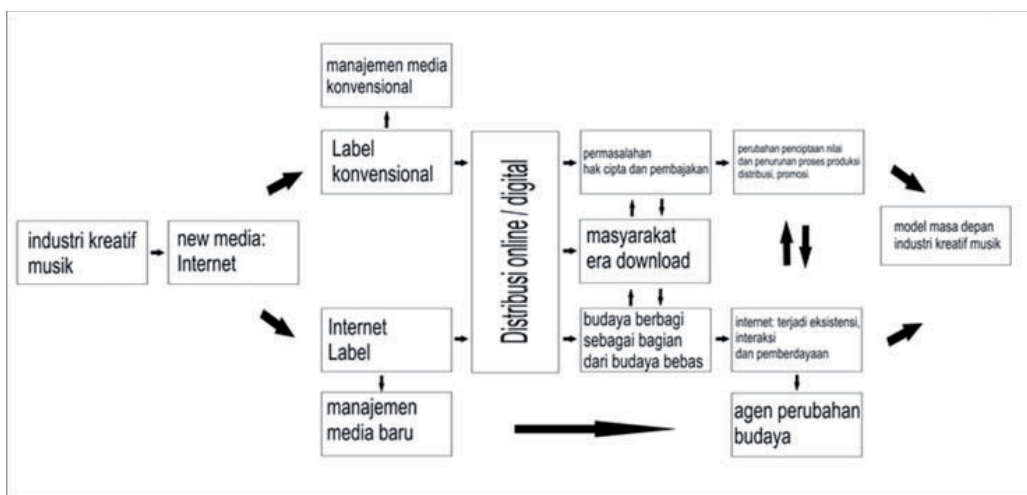 manajemen media
konvensional
Label
konvensional
industri kreatif
musik
new media:
Internet
Internet
Label
manajemen
media baru
Distribusi online / digital
permasalahan
hak cipta dan pembajakan
masyarakat
era download
budaya berbagi
sebagai bagian
dari budaya bebas
perubahan penciptaan nilai
dan penurunan proses produksi
distribusi, promosi.
internet: terjadi eksistensi,
interaksi
dan pemberdayaan
agen perubahan
budaya
model masa depan
industri kreatif musik